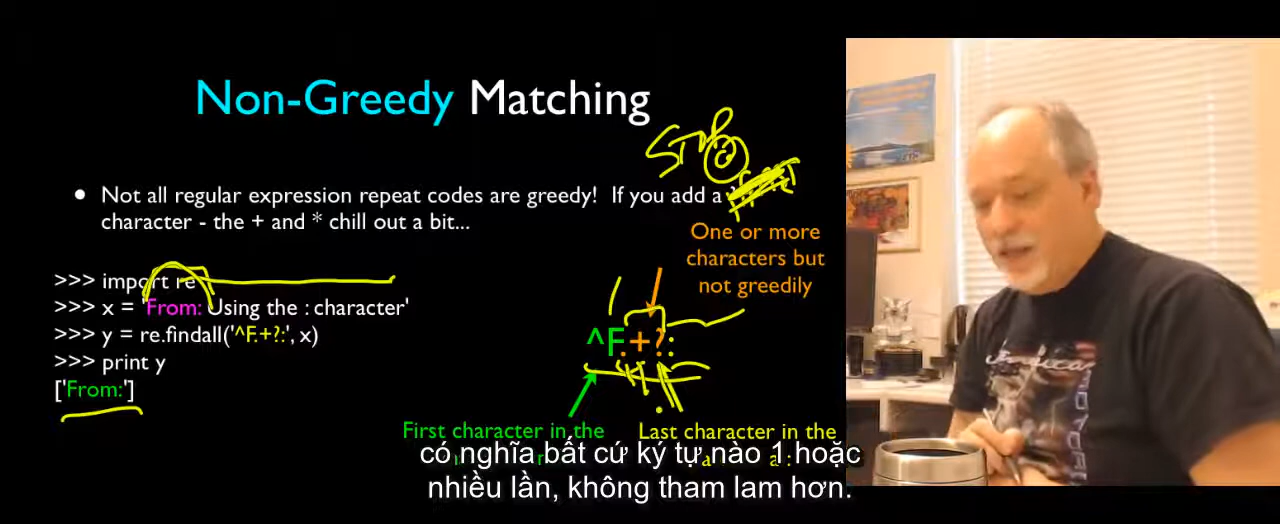 Non-Greedy Matching
STOP
• Not all regular expression repeat codes are greedy! If you add a
character - the + and * chill out a bit...
One or more
characters but
not greedily
>>> import re
>>> x = 'From: Using the : character'
>>> y = re.findall('^F.+?:', x)
>>> print y
['From:']
^F.+?:
First character in the
Last character in the
có nghĩa bất cứ ký tự nào 1 hoặc
nhiều lần, không tham lam hơn.